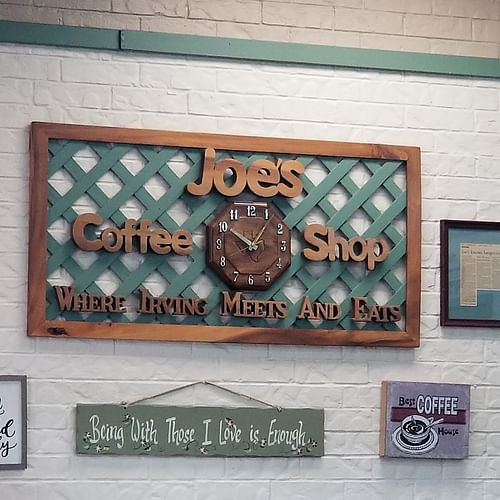 Joe's
Coffee Shop
12
11 1
10 2
9 3
8 4
7 5
6
Where Irving Meets And Eats
Being With Those I Love is Enough
Best COFFEE
House